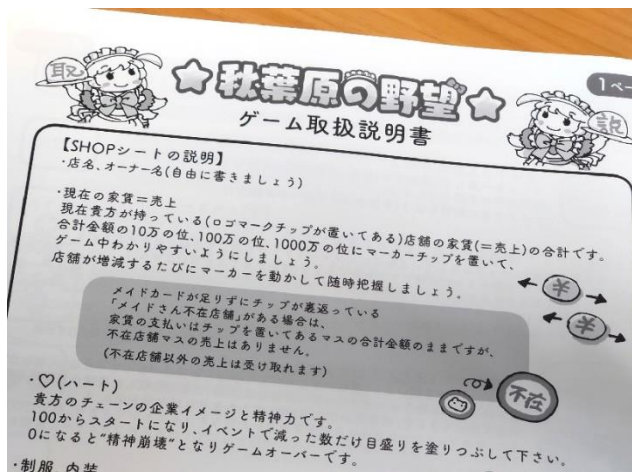 取
★秋葉原の野望★
ゲーム取扱説明書
説
1ペー
【SHOPシートの説明】
・店名、オーナー名(自由に書きましょう)
・現在の家賃=売上
現在貴方が持っている(ロゴマークチップが置いてある)店舗の家賃(=売上)の合計です。
合計金額の10万の位、100万の位、1000万の位にマーカーチップを置いて、
ゲーム中わかりやすいようにしましょう。
店舗が増減するたびにマーカーを動かして随時把握しましょう。
メイドカードが足りずにチップが裏返っている
「メイドさん不在店舗」がある場合は、
家賃の支払いはチップを置いてあるマスの合計金額のままですが、
不在店舗マスの売上はありません。
(不在店舗以外の売上は受け取れます)
¥
¥
不在
・♡(ハート)
貴方のチェーンの企業イメージと精神力です。
100からスタートになり、イベントで減った数だけ目盛りを塗りつぶして下さい。
0になると"精神崩壊"となりゲームオーバーです。
・制服、内装